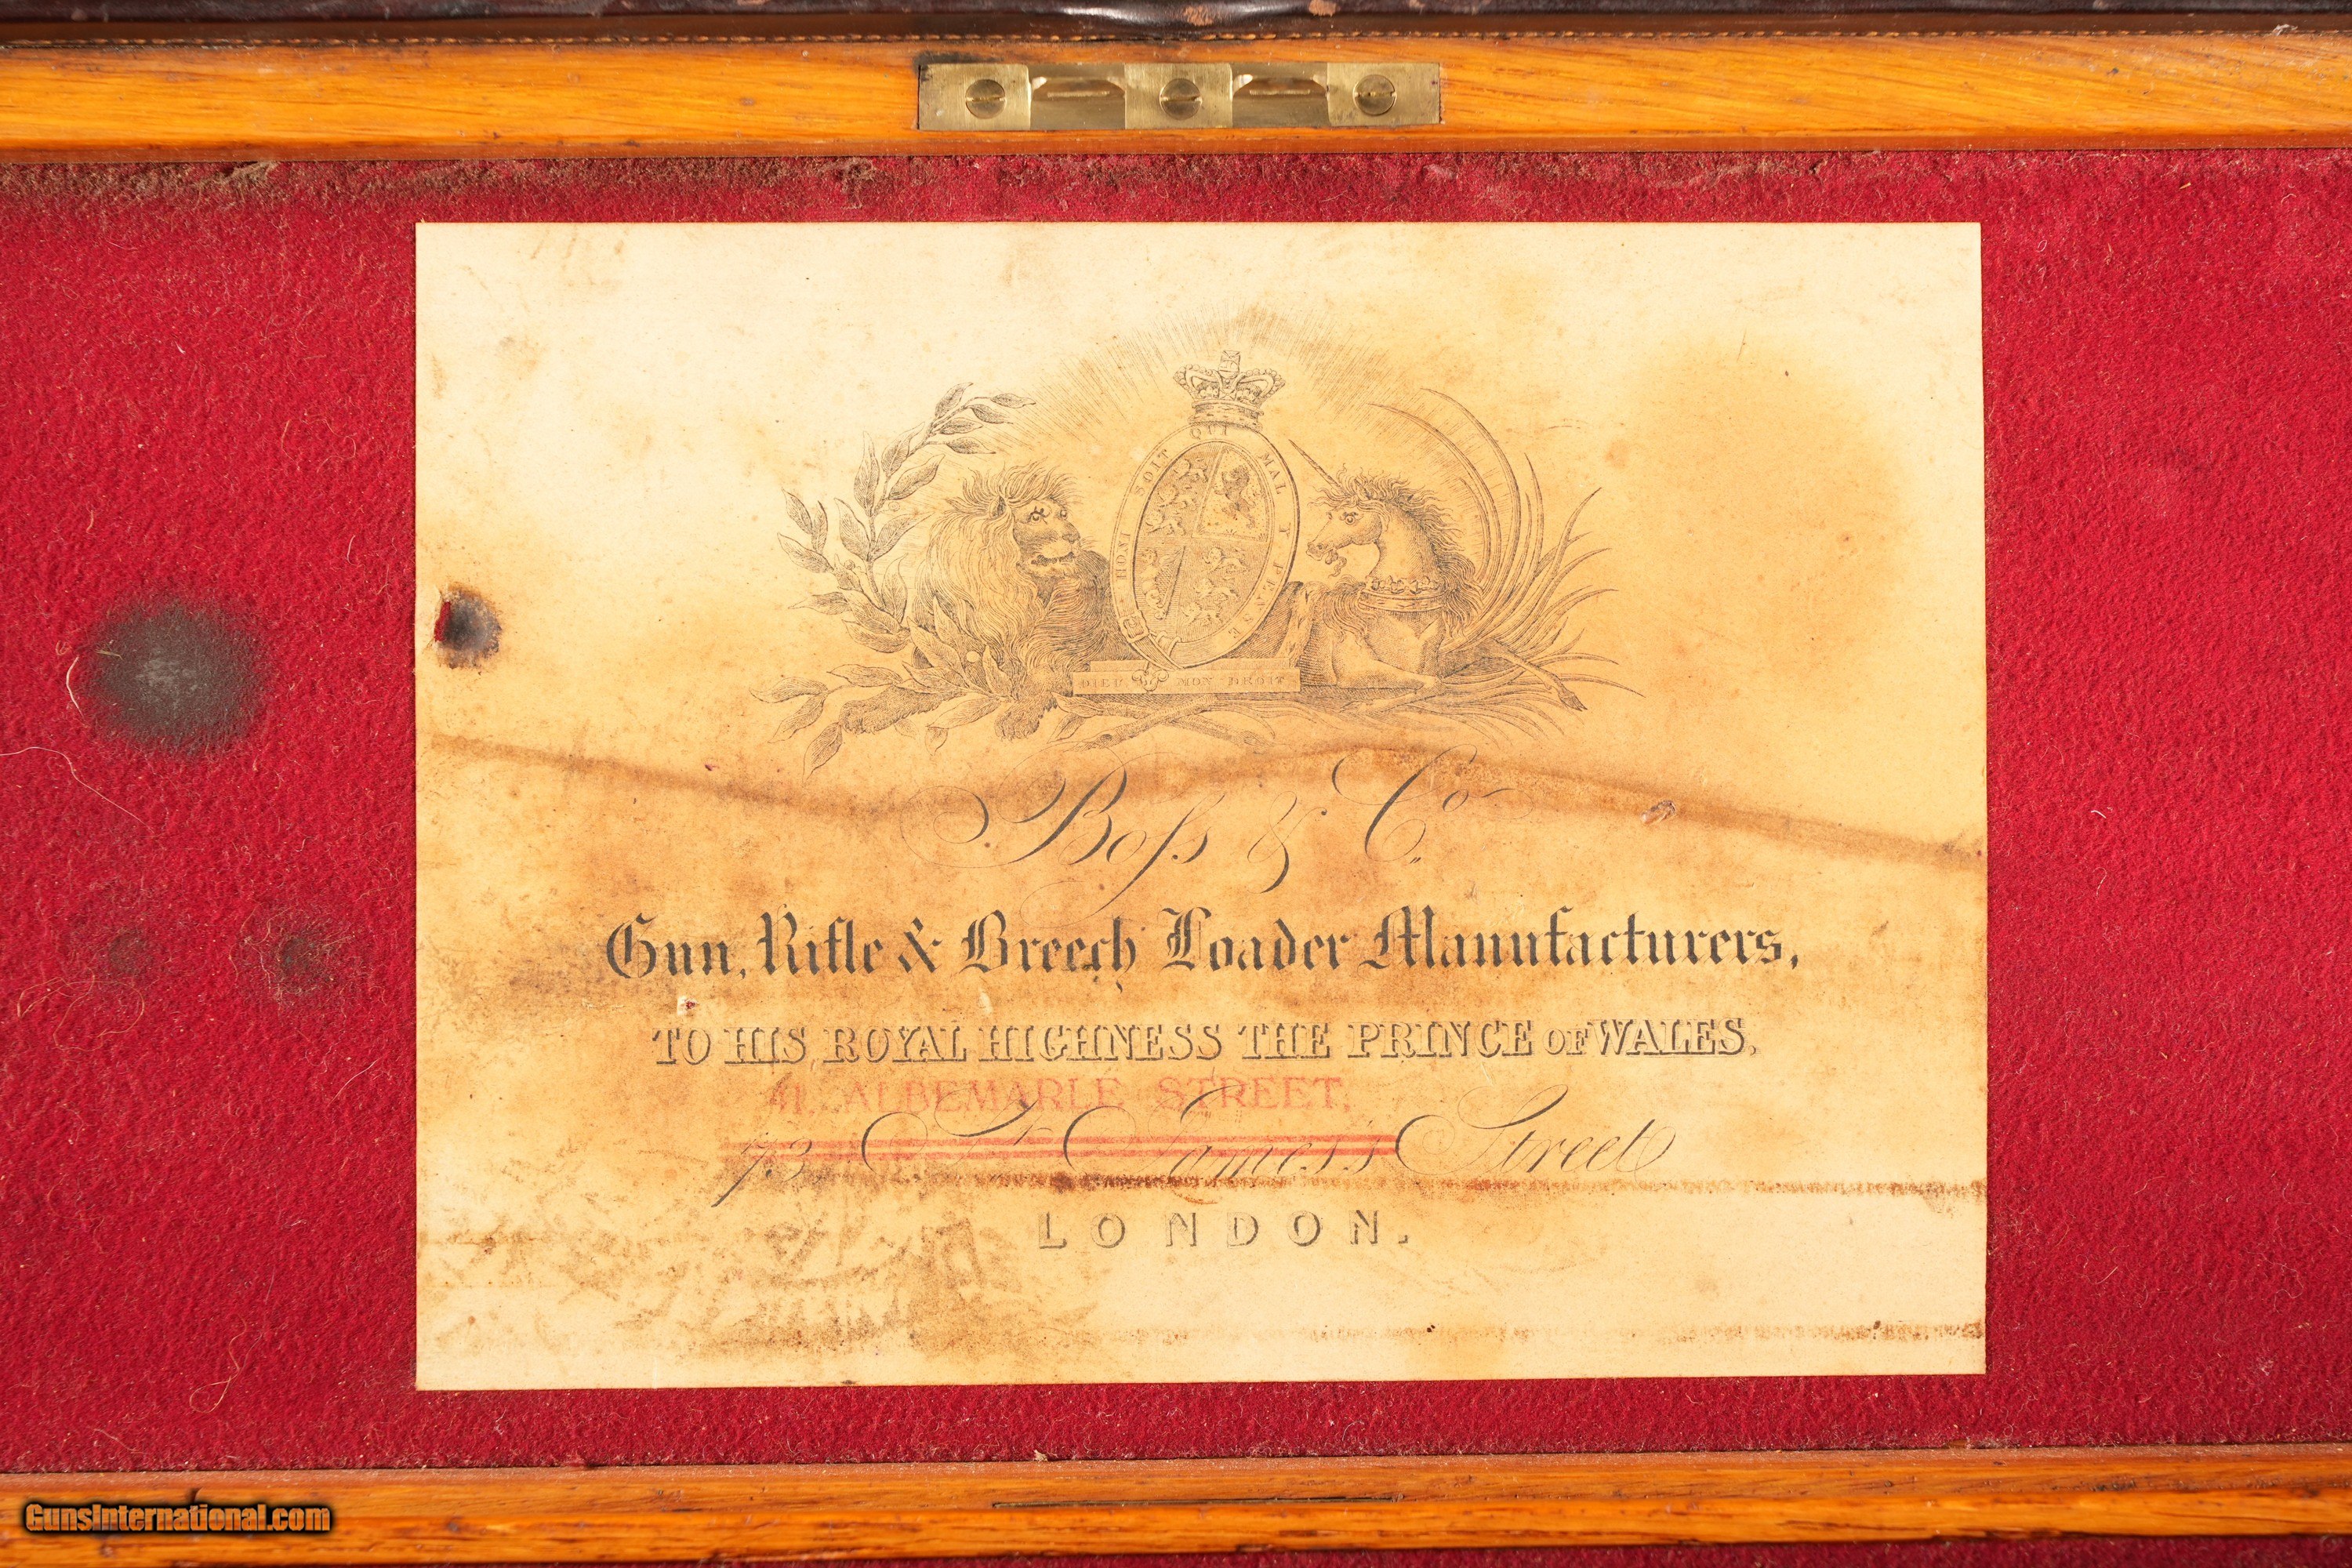 HONI SOIT QUI MAL Y PENSE
DIEU ET MON DROIT
Boſs & Co.
Gun, Rifle & Breech Loader Manufacturers,
TO HIS ROYAL HIGHNESS THE PRINCE OF WALES,
41, ALBEMARLE STREET,
73 St. James's Street
LONDON.
GunsInternational.com